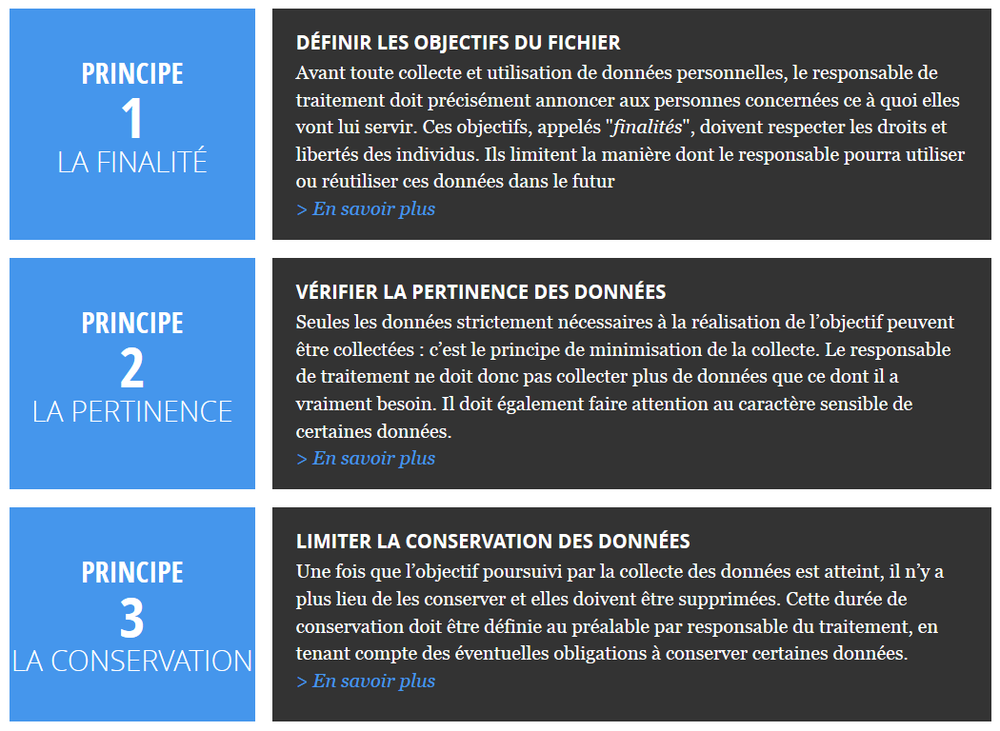 PRINCIPE
1
LA FINALITÉ
DÉFINIR LES OBJECTIFS DU FICHIER
Avant toute collecte et utilisation de données personnelles, le responsable de
traitement doit précisément annoncer aux personnes concernées ce à quoi elles
vont lui servir. Ces objectifs, appelés "finalités", doivent respecter les droits et
libertés des individus. Ils limitent la manière dont le responsable pourra utiliser
ou réutiliser ces données dans le futur
> En savoir plus
PRINCIPE
2
LA PERTINENCE
VÉRIFIER LA PERTINENCE DES DONNÉES
Seules les données strictement nécessaires à la réalisation de l’objectif peuvent
être collectées : c’est le principe de minimisation de la collecte. Le responsable
de traitement ne doit donc pas collecter plus de données que ce dont il a
vraiment besoin. Il doit également faire attention au caractère sensible de
certaines données.
> En savoir plus
PRINCIPE
3
LA CONSERVATION
LIMITER LA CONSERVATION DES DONNÉES
Une fois que l’objectif poursuivi par la collecte des données est atteint, il n’y a
plus lieu de les conserver et elles doivent être supprimées. Cette durée de
conservation doit être définie au préalable par responsable du traitement, en
tenant compte des éventuelles obligations à conserver certaines données.
> En savoir plus